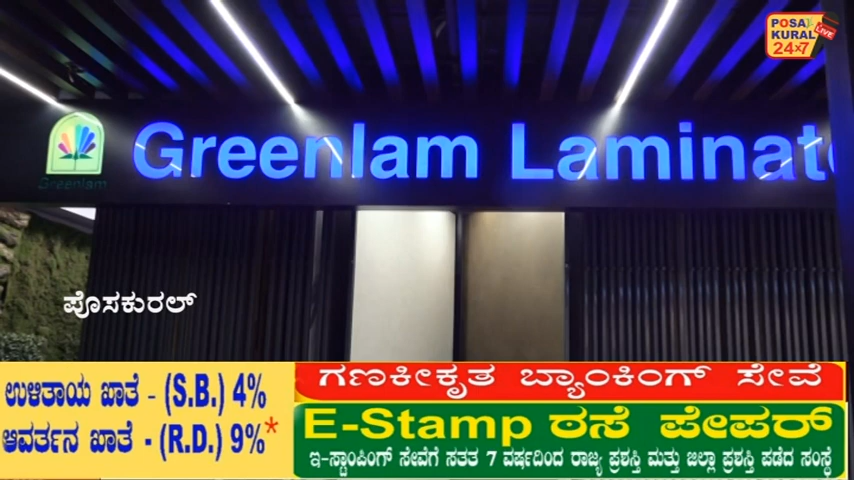 POSA
KURAL
24x7
LIVE
Greenlam Laminate
Greenlam
ಪೊಸಕುರಲ್
ಉಳಿತಾಯ ಖಾತೆ - (S.B.) 4%
ಆವರ್ತನ ಖಾತೆ - (R.D.) 9%*
ಗಣಕೀಕೃತ ಬ್ಯಾಂಕಿಂಗ್ ಸೇವೆ
E-Stamp ಠಸೆ ಪೇಪರ್
ಇ-ಸ್ಟಾಂಪಿಂಗ್ ಸೇವೆಗೆ ಸತತ 7 ವರ್ಷದಿಂದ ರಾಜ್ಯ ಪ್ರಶಸ್ತಿ ಮತ್ತು ಜಿಲ್ಲಾ ಪ್ರಶಸ್ತಿ ಪಡೆದ ಸಂಸ್ಥೆ